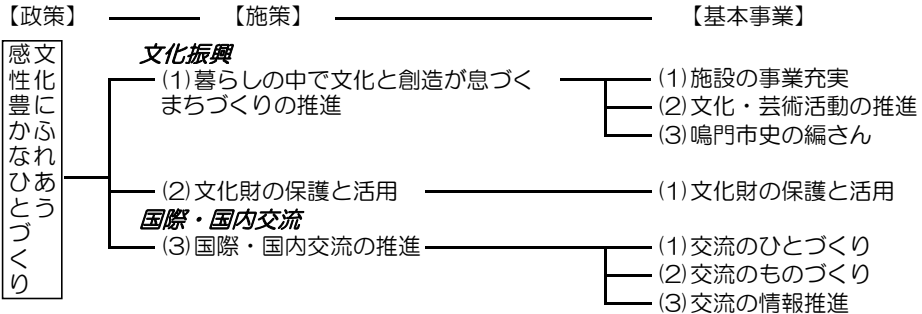 【政策】 【施策】 【基本事業】
文化にふれあう
感性豊かなひとづくり
文化振興
(1)暮らしの中で文化と創造が息づく
まちづくりの推進
(1)施設の事業充実
(2)文化・芸術活動の推進
(3)鳴門市史の編さん
(2)文化財の保護と活用
(1)文化財の保護と活用
国際・国内交流
(3)国際・国内交流の推進
(1)交流のひとづくり
(2)交流のものづくり
(3)交流の情報推進